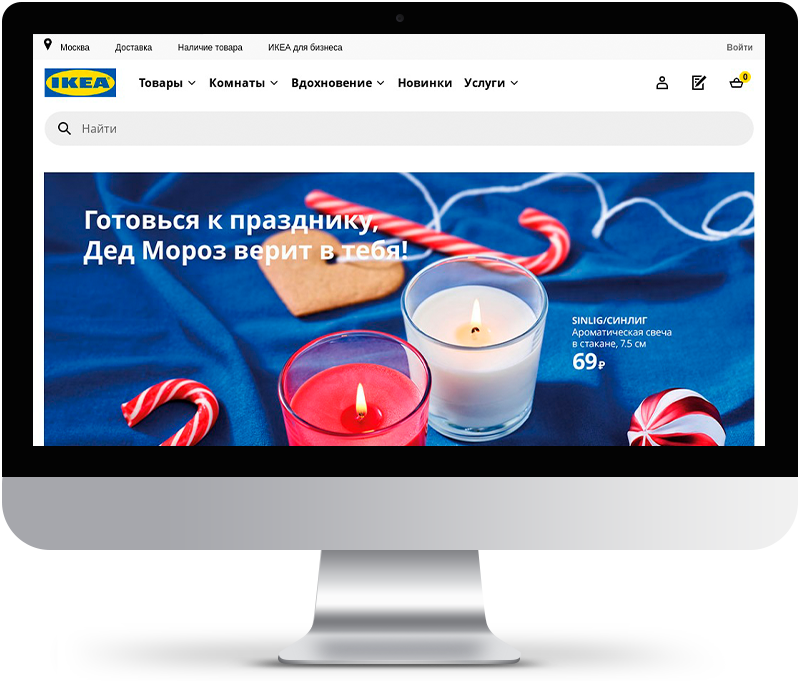 Москва Доставка Наличие товара ИКЕА для бизнеса Войти
IKEA Товары Комнаты Вдохновение Новинки Услуги 0
Найти
Готовься к празднику,
Дед Мороз верит в тебя!
SINLIG/СИНЛИГ
Ароматическая свеча
в стакане, 7.5 см
69 ₽